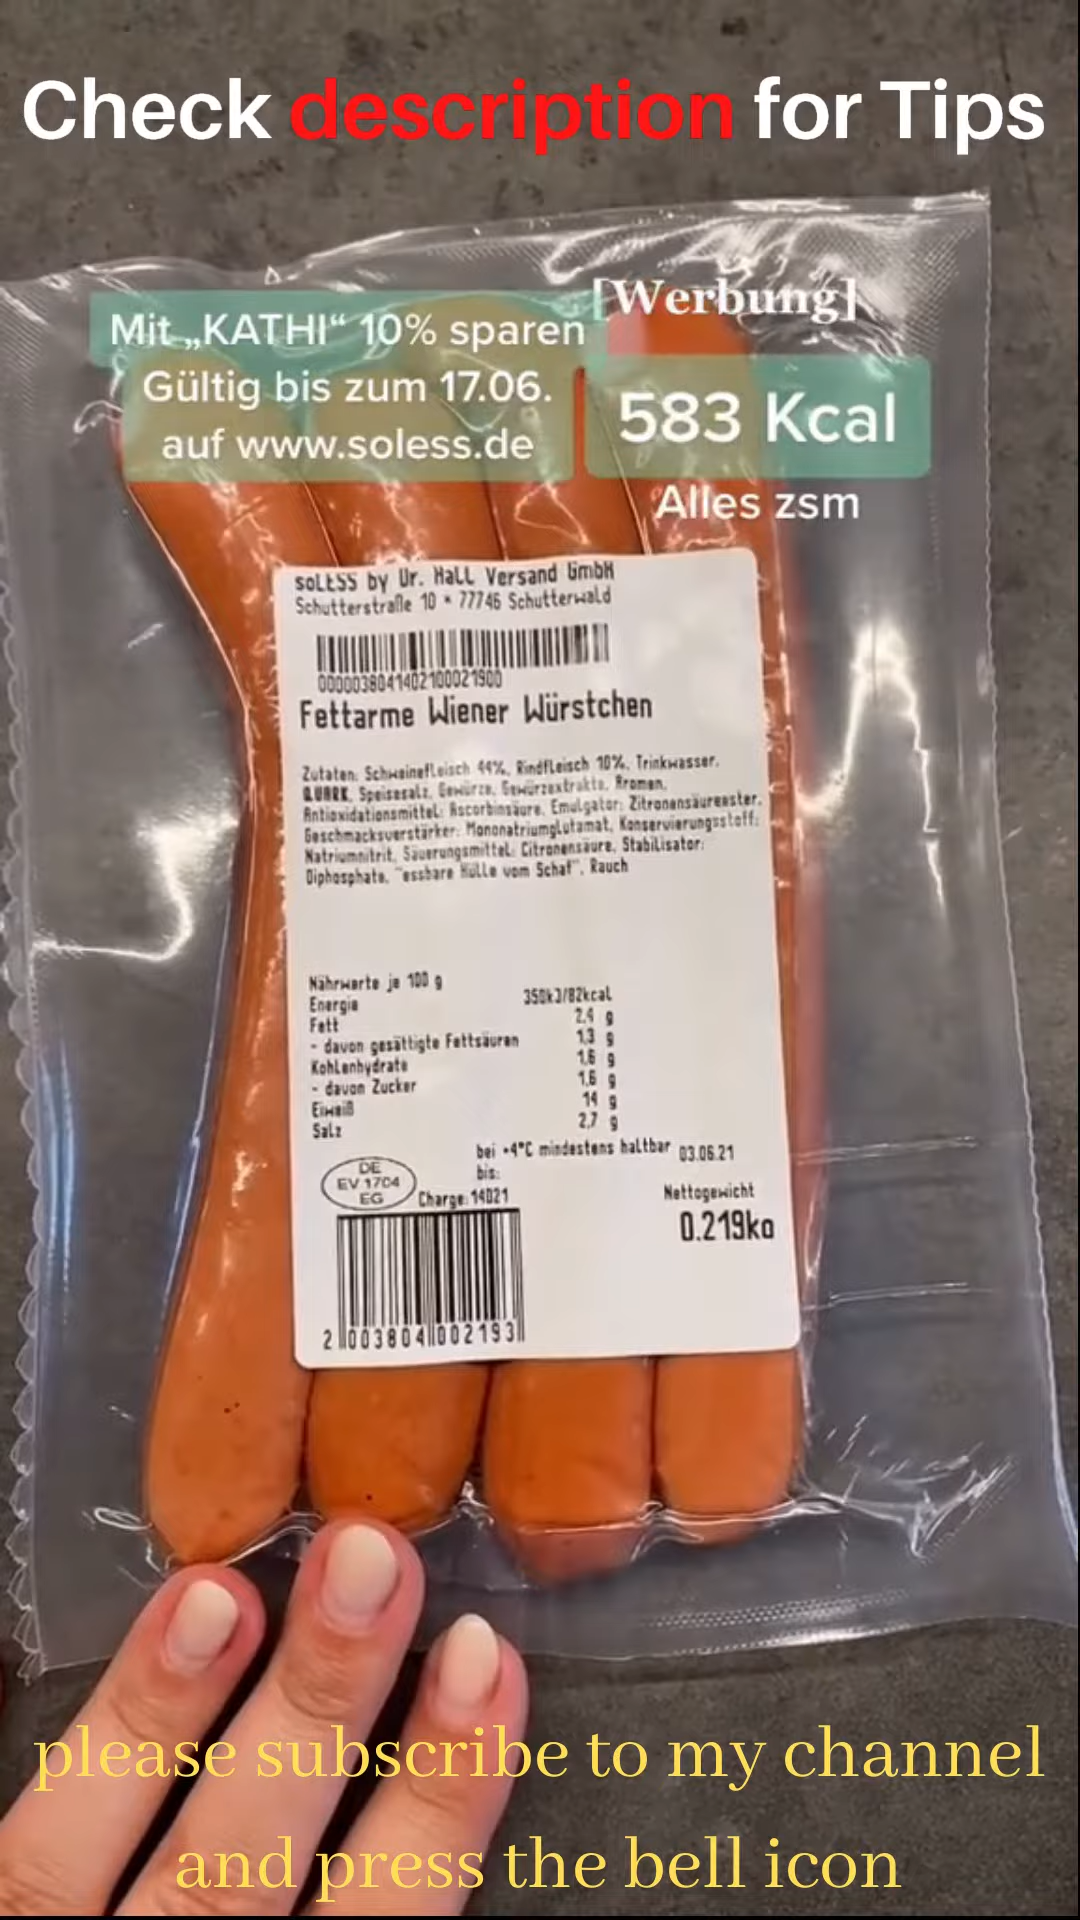 Check description for Tips
[Werbung]
Mit „KATHI“ 10% sparen
Gültig bis zum 17.06.
auf www.soless.de
583 Kcal
Alles zsm
soLESS by Dr. Hall Versand GmbH
Schutterstraße 10 * 77746 Schutterwald
0000038041402100021900
Fettarme Wiener Würstchen
Zutaten: Schweinefleisch 44%, Rindfleisch 10%, Trinkwasser,
QUARK, Speisesalz, Gewürze, Gewürzextrakte, Aromen,
Antioxidationsmittel: Ascorbinsäure, Emulgator: Zitronensäureester,
Geschmacksverstärker: Mononatriumglutamat, Konservierungsstoff:
Natriumnitrit, Säuerungsmittel: Citronensäure, Stabilisator:
Diphosphate, "essbare Hülle vom Schaf", Rauch
Nährwerte je 100 g
Energie 350kJ/82kcal
Fett 2,4 g
- davon gesättigte Fettsäuren 1,3 g
Kohlenhydrate 1,6 g
- davon Zucker 1,6 g
Eiweiß 14 g
Salz 2,7 g
bei +4°C mindestens haltbar 03.06.21
bis:
DE
EV 1704
EG
Charge: 14021
Nettogewicht
0.219kg
2 003804 002193
please subscribe to my channel
and press the bell icon